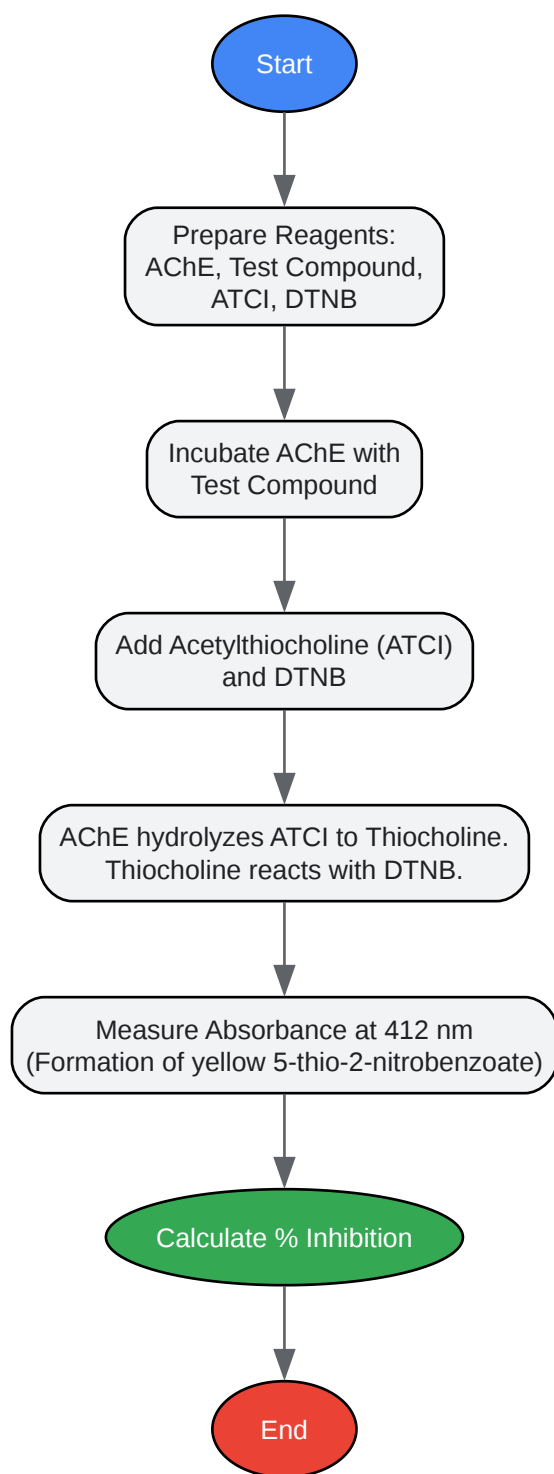 Start
Prepare Reagents:
AChE, Test Compound,
ATCI, DTNB
Incubate AChE with
Test Compound
Add Acetylthiocholine (ATCI)
and DTNB
AChE hydrolyzes ATCI to Thiocholine.
Thiocholine reacts with DTNB.
Measure Absorbance at 412 nm
(Formation of yellow 5-thio-2-nitrobenzoate)
Calculate % Inhibition
End